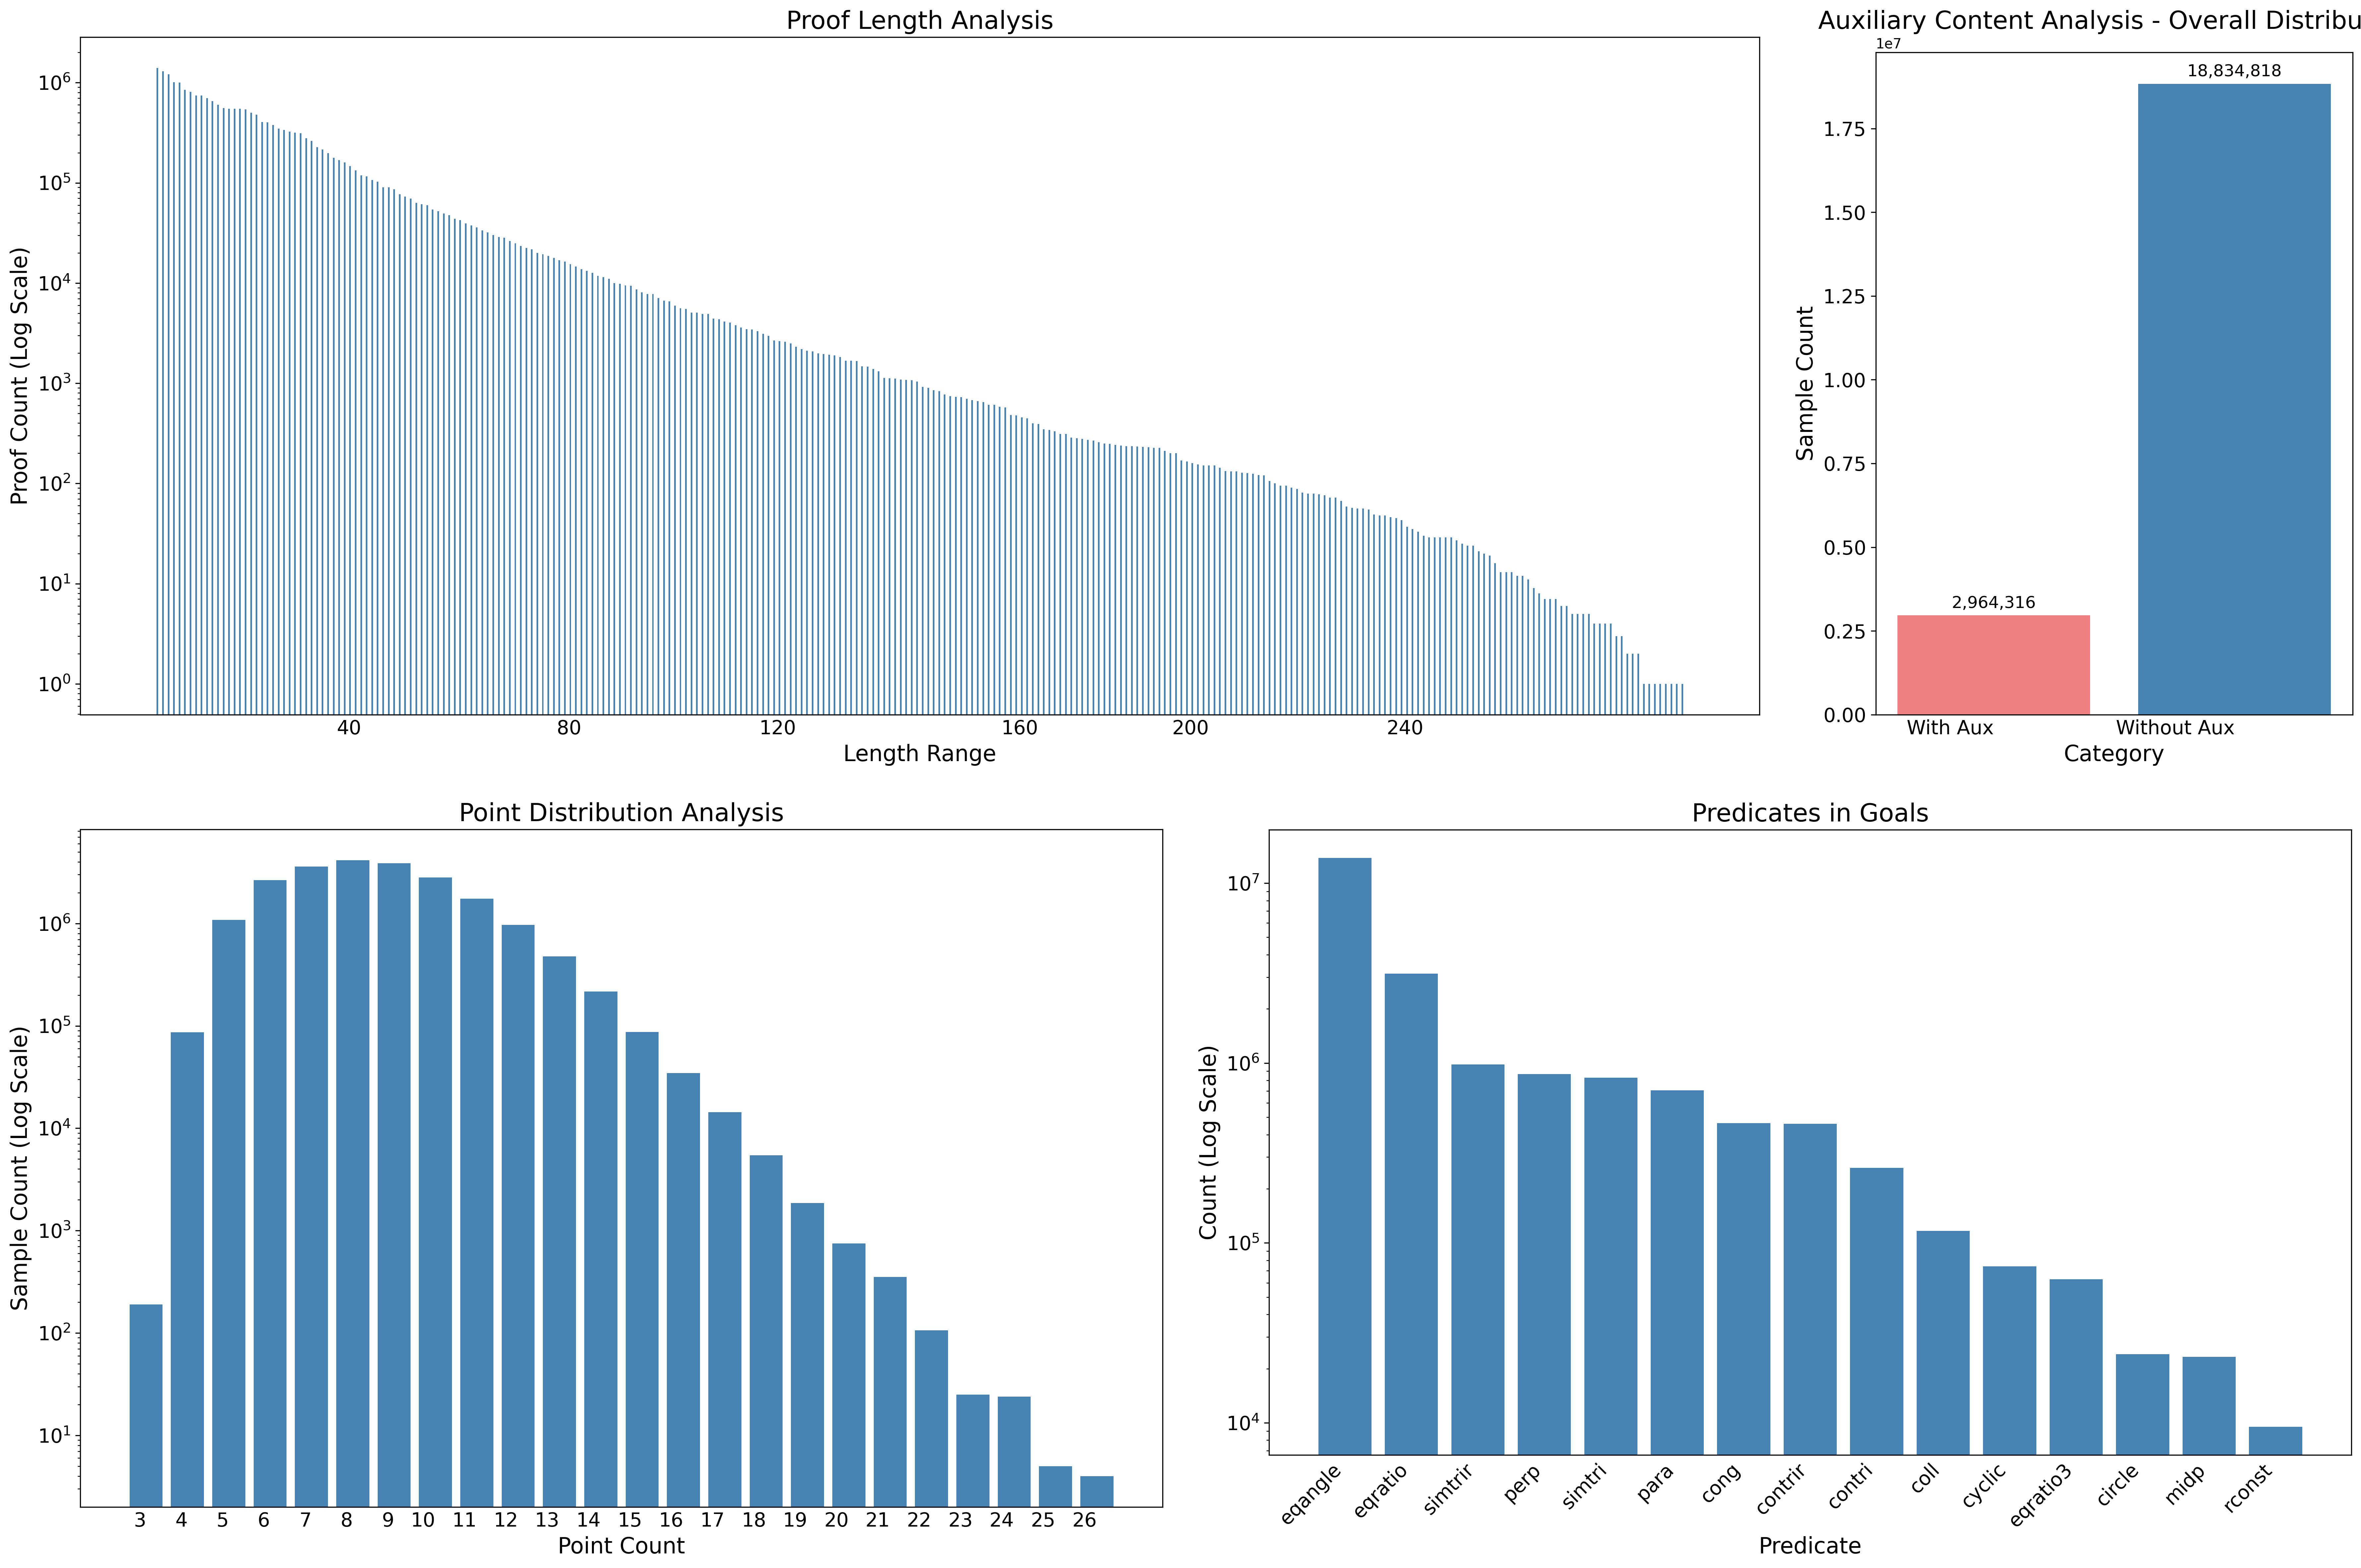 Proof Length Analysis
Proof Count (Log Scale)
10^6
10^5
10^4
10^3
10^2
10^1
10^0
40 80 120 160 200 240
Length Range
Auxiliary Content Analysis - Overall Distribu
1e7
Sample Count
1.75
1.50
1.25
1.00
0.75
0.50
0.25
0.00
18,834,818
2,964,316
With Aux Without Aux
Category
Point Distribution Analysis
Sample Count (Log Scale)
10^6
10^5
10^4
10^3
10^2
10^1
3 4 5 6 7 8 9 10 11 12 13 14 15 16 17 18 19 20 21 22 23 24 25 26
Point Count
Predicates in Goals
Count (Log Scale)
10^7
10^6
10^5
10^4
eqangle eqratio simtrir perp simtri para cong contrir contri coll cyclic eqratio3 circle midp rconst
Predicate